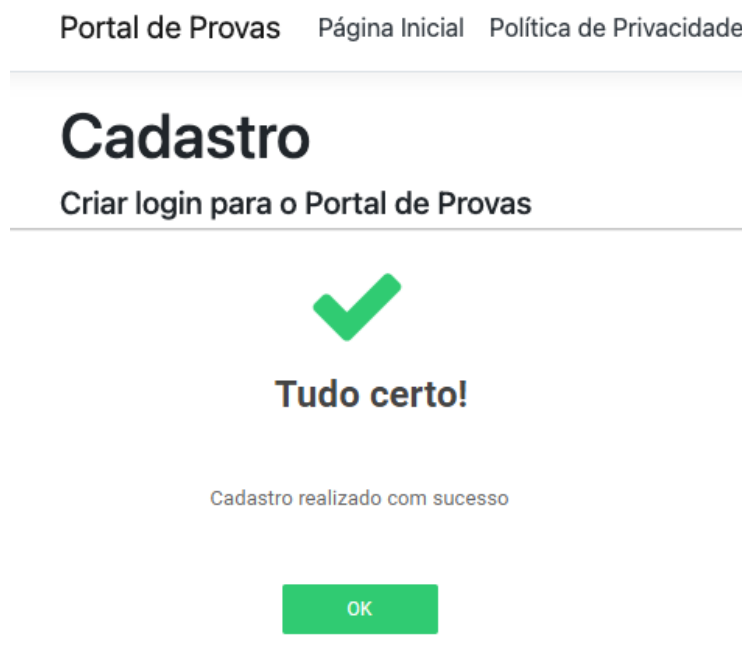 Portal de Provas Página Inicial Política de Privacidade
Cadastro
Criar login para o Portal de Provas
Tudo certo!
Cadastro realizado com sucesso
OK